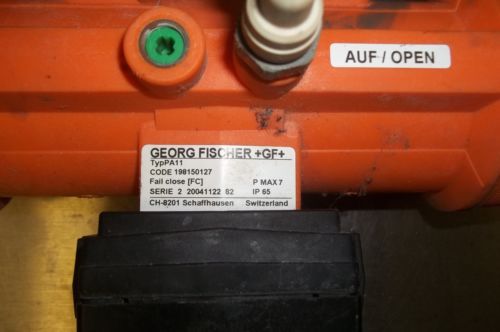 AUF / OPEN
GEORG FISCHER +GF+
TypPA11
CODE 198150127
Fail close [FC] P MAX 7
SERIE 2 20041122 82 IP 65
CH-8201 Schaffhausen Switzerland